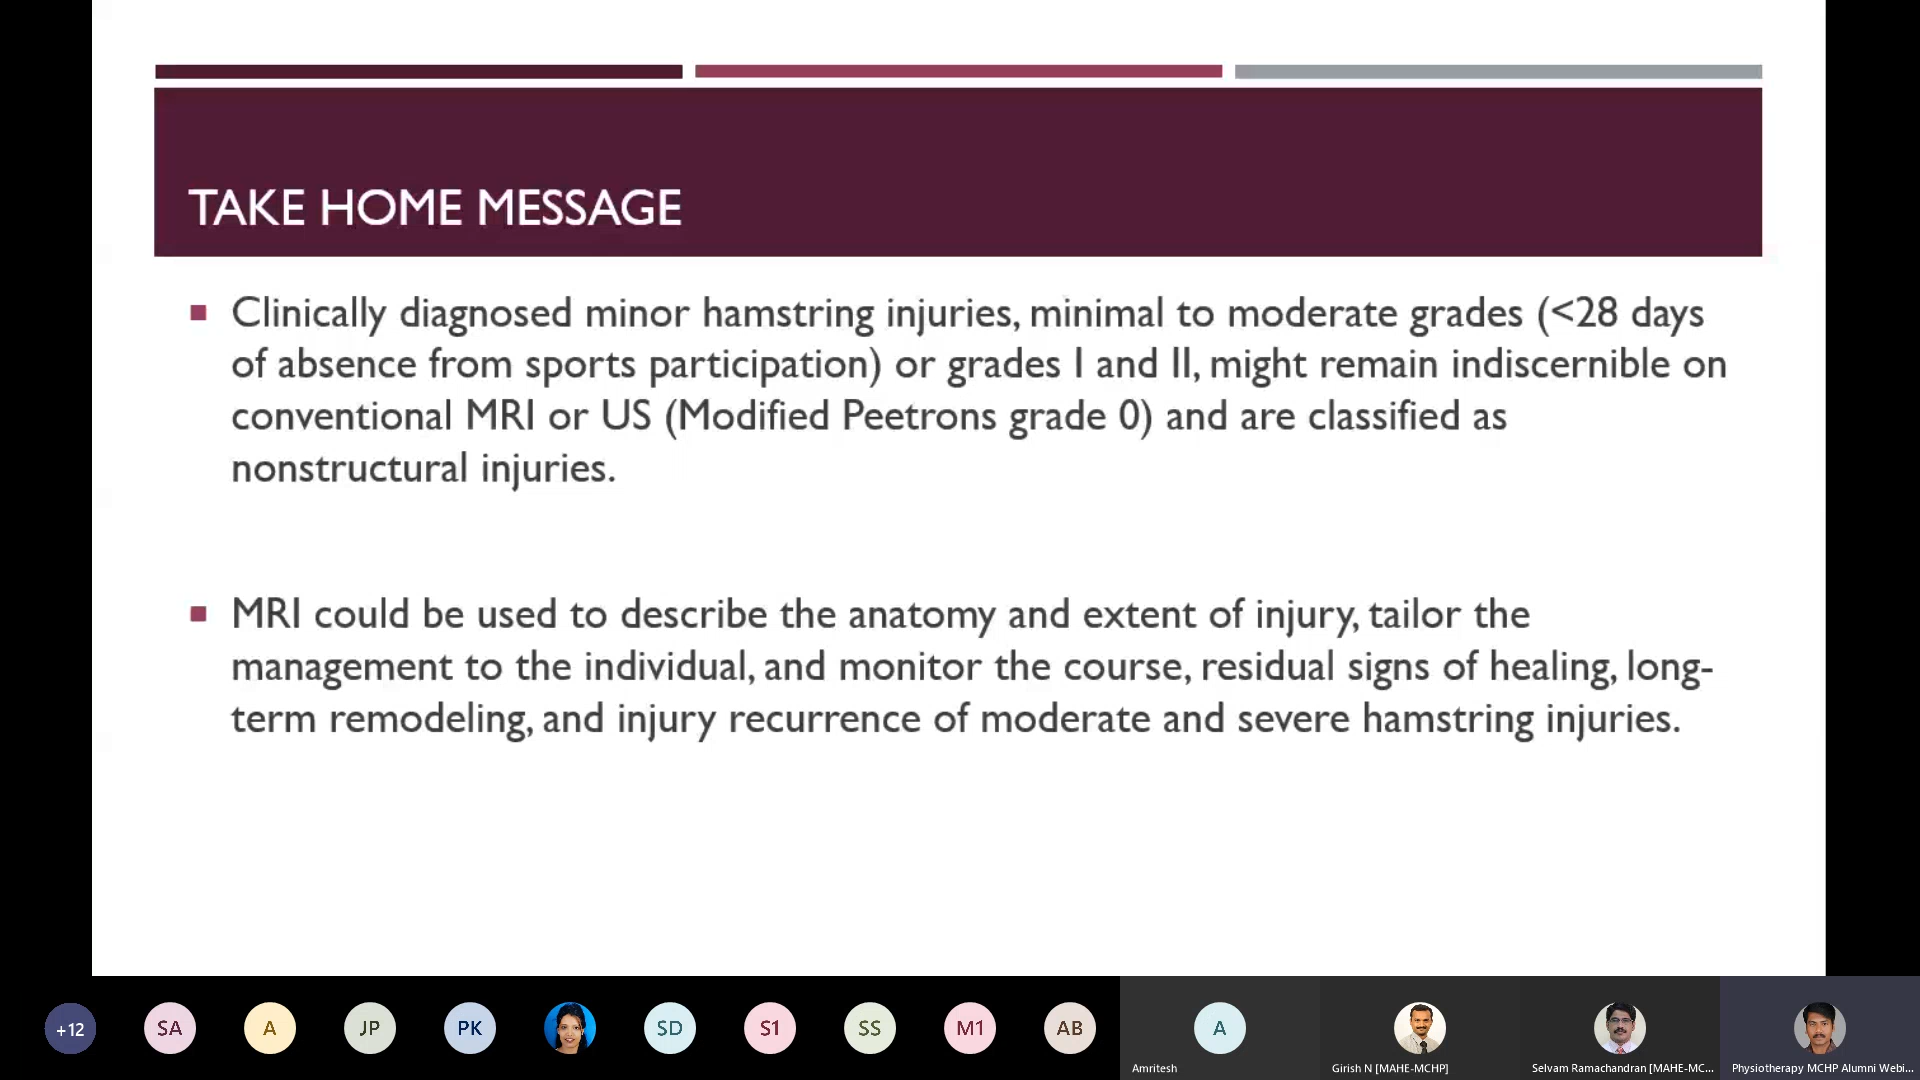 TAKE HOME MESSAGE
Clinically diagnosed minor hamstring injuries, minimal to moderate grades (<28 days
of absence from sports participation) or grades I and II, might remain indiscernible on
conventional MRI or US (Modified Peetrons grade 0) and are classified as
nonstructural injuries.
MRI could be used to describe the anatomy and extent of injury, tailor the
management to the individual, and monitor the course, residual signs of healing, long-
term remodeling, and injury recurrence of moderate and severe hamstring injuries.
+12 SA A JP PK SD S1 SS M1 AB A
Amritesh Girish N [MAHE-MCHP] Selvam Ramachandran [MAHE-MC... Physiotherapy MCHP Alumni Webi...